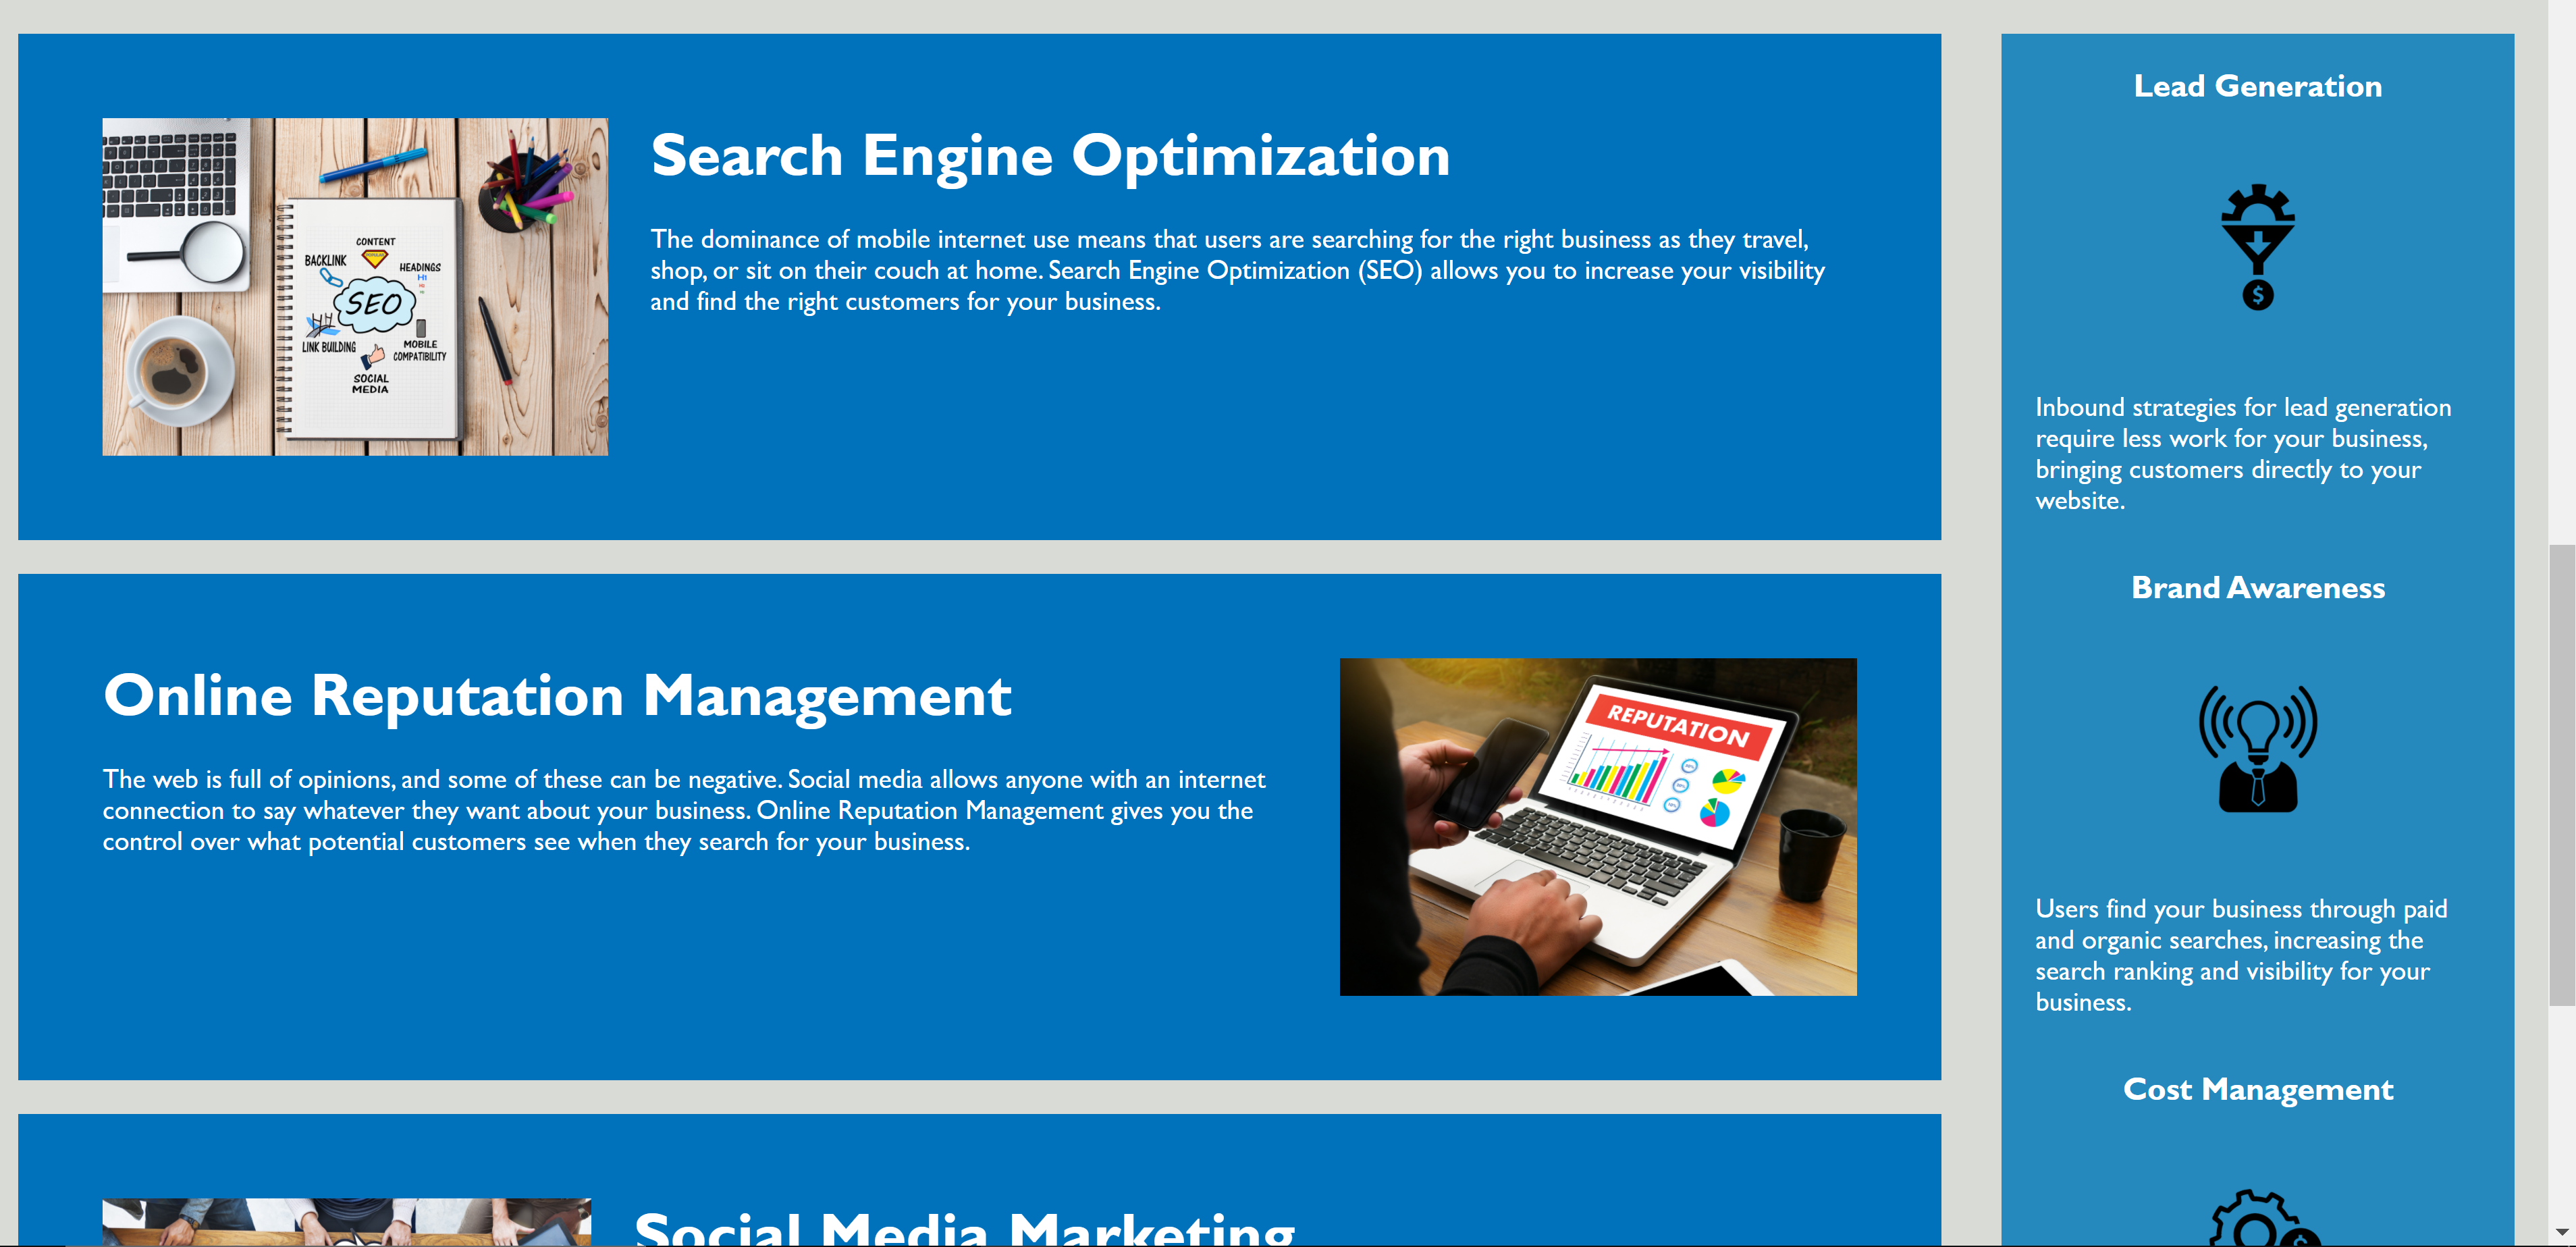 Search Engine Optimization
The dominance of mobile internet use means that users are searching for the right business as they travel,
shop, or sit on their couch at home. Search Engine Optimization (SEO) allows you to increase your visibility
and find the right customers for your business.
CONTENT
BACKLINK
HEADINGS
H1
SEO
LINK BUILDING
MOBILE
COMPATIBILITY
SOCIAL
MEDIA
Online Reputation Management
The web is full of opinions, and some of these can be negative. Social media allows anyone with an internet
connection to say whatever they want about your business. Online Reputation Management gives you the
control over what potential customers see when they search for your business.
REPUTATION
Social Media Marketing
Lead Generation
$
Inbound strategies for lead generation
require less work for your business,
bringing customers directly to your
website.
Brand Awareness
Users find your business through paid
and organic searches, increasing the
search ranking and visibility for your
business.
Cost Management
$